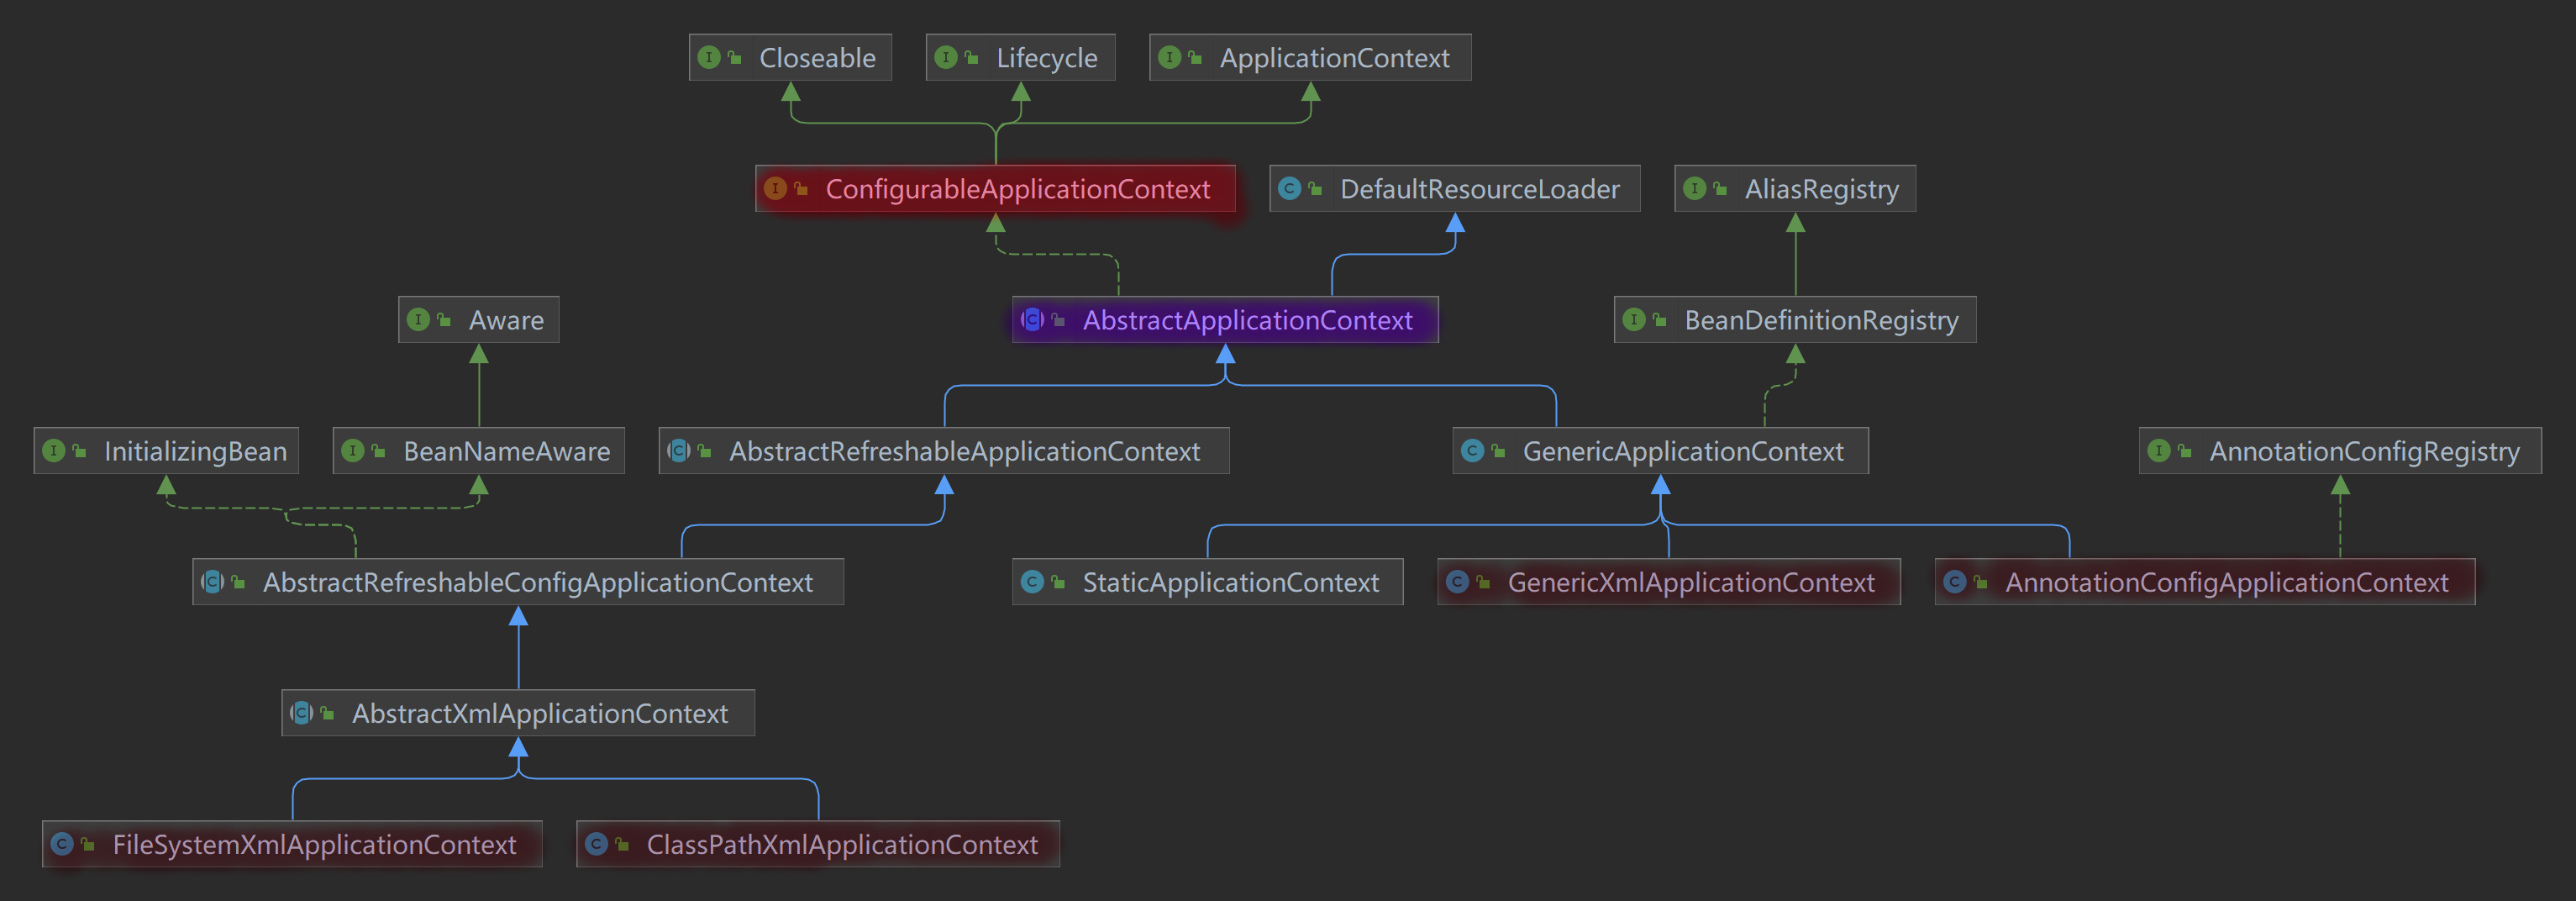 Closeable
Lifecycle
ApplicationContext
ConfigurableApplicationContext
DefaultResourceLoader
AliasRegistry
Aware
AbstractApplicationContext
BeanDefinitionRegistry
InitializingBean
BeanNameAware
AbstractRefreshableApplicationContext
GenericApplicationContext
AnnotationConfigRegistry
AbstractRefreshableConfigApplicationContext
StaticApplicationContext
GenericXmlApplicationContext
AnnotationConfigApplicationContext
AbstractXmlApplicationContext
FileSystemXmlApplicationContext
ClassPathXmlApplicationContext